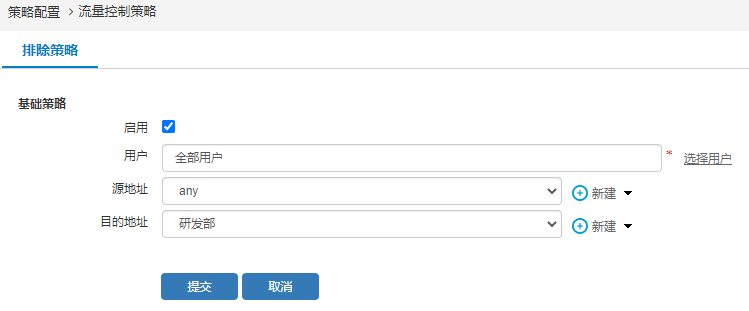 策略配置 > 流量控制策略
排除策略
基础策略
启用
用户 全部用户 * 选择用户
源地址 any 新建
目的地址 研发部 新建
提交 取消